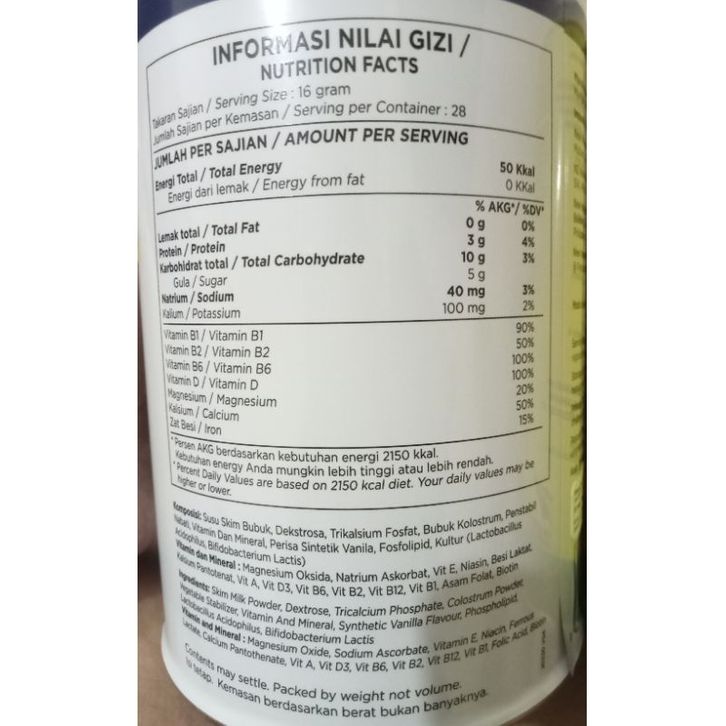 INFORMASI NILAI GIZI /
NUTRITION FACTS
Takaran Sajian / Serving Size : 16 gram
Jumlah Sajian per Kemasan / Serving per Container : 28
JUMLAH PER SAJIAN / AMOUNT PER SERVING
Energi Total / Total Energy 50 Kkal
Energi dari lemak / Energy from fat 0 KKal
% AKG*/ %DV*
Lemak total / Total Fat 0 g 0%
Protein / Protein 3 g 4%
Karbohidrat total / Total Carbohydrate 10 g 3%
Gula / Sugar 5 g
Natrium / Sodium 40 mg 3%
Kalium / Potassium 100 mg 2%
Vitamin B1 / Vitamin B1 90%
Vitamin B2 / Vitamin B2 50%
Vitamin B6 / Vitamin B6 100%
Vitamin D / Vitamin D 100%
Magnesium / Magnesium 20%
Kalsium / Calcium 50%
Zat Besi / Iron 15%
*Persen AKG berdasarkan kebutuhan energi 2150 kkal.
Kebutuhan energy Anda mungkin lebih tinggi atau lebih rendah.
*Percent Daily Values are based on 2150 kcal diet. Your daily values may be
higher or lower.
Komposisi: Susu Skim Bubuk, Dekstrosa, Trikalsium Fosfat, Bubuk Kolostrum, Penstabil
Nabati, Vitamin Dan Mineral, Perisa Sintetik Vanila, Fosfolipid, Kultur (Lactobacillus
Acidophilus, Bifidobacterium Lactis)
Vitamin dan Mineral : Magnesium Oksida, Natrium Askorbat, Vit E, Niasin, Besi Laktat,
Kalsium Pantotenat, Vit A, Vit D3, Vit B6, Vit B2, Vit B12, Vit B1, Asam Folat, Biotin
Ingredients: Skim Milk Powder, Dextrose, Tricalcium Phosphate, Colostrum Powder,
Vegetable Stabilizer, Vitamin And Mineral, Synthetic Vanilla Flavour, Phospholipid,
Lactobacillus Acidophilus, Bifidobacterium Lactis
Vitamin and Mineral : Magnesium Oxide, Sodium Ascorbate, Vitamin E, Niacin, Ferrous
Lactate, Calcium Pantothenate, Vit A, Vit D3, Vit B6, Vit B2, Vit B12, Vit B1, Folic Acid, Biotin
Contents may settle. Packed by weight not volume.
Isi tetap. Kemasan berdasarkan berat bukan banyaknya.